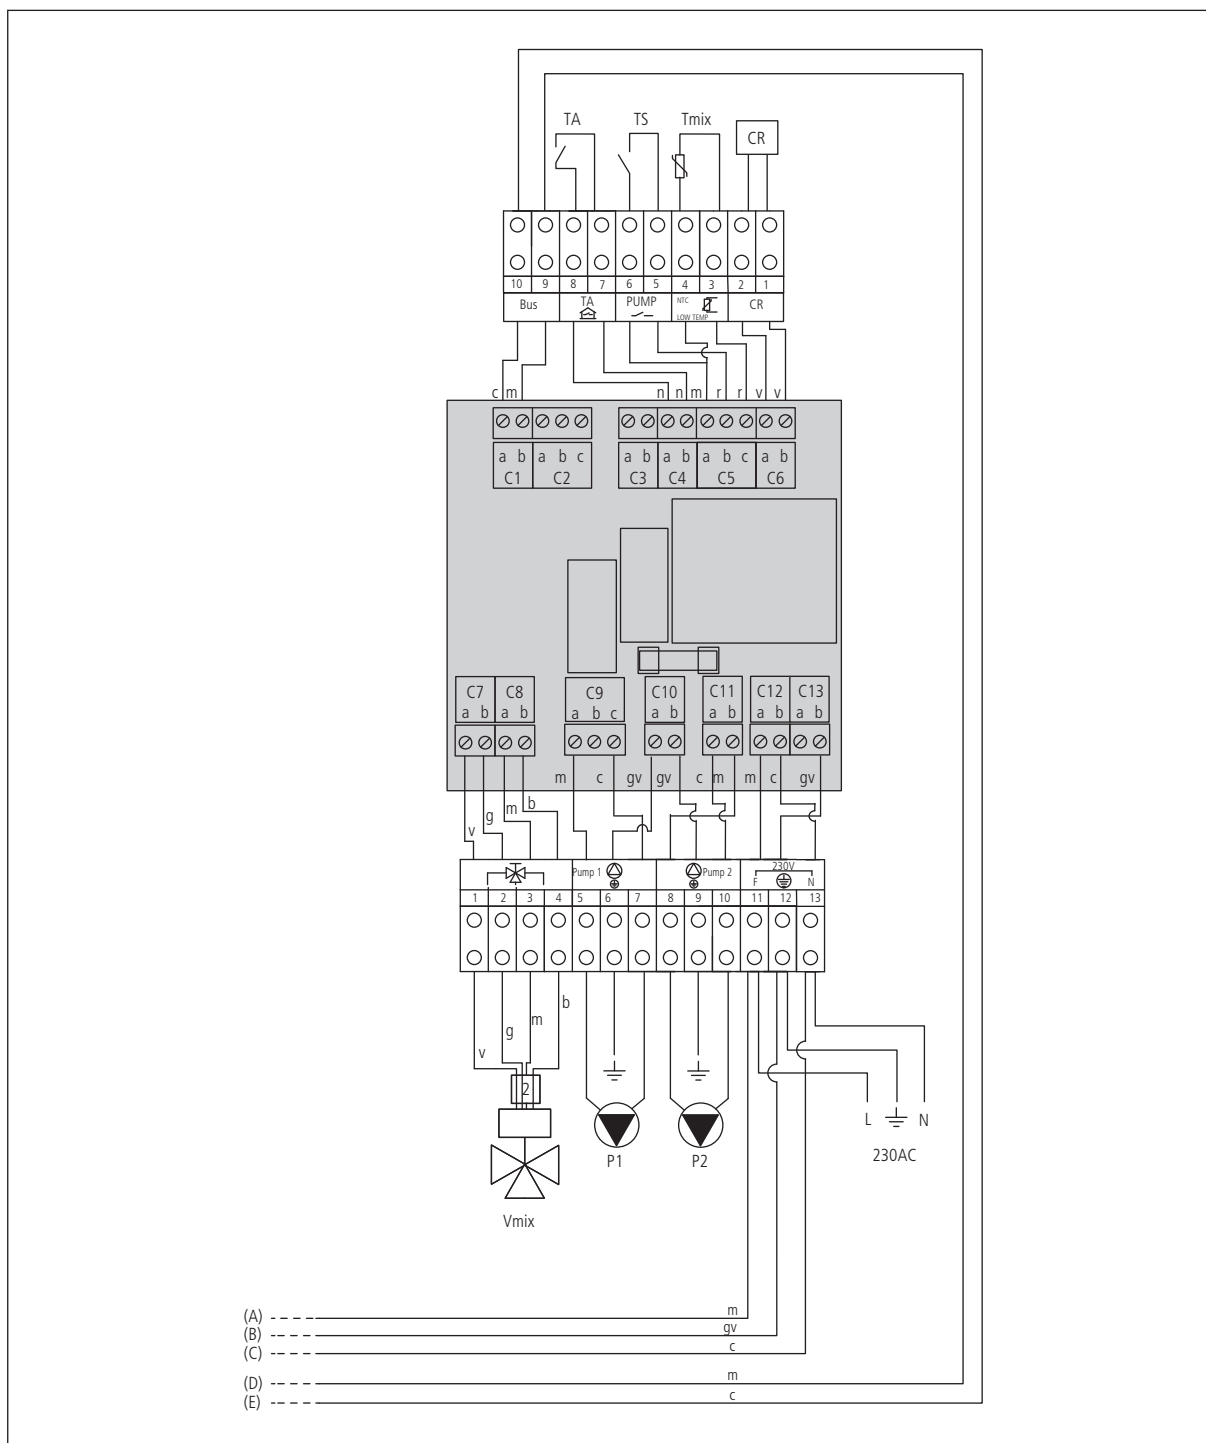 TA TS Tmix
CR
10 9 8 7 6 5 4 3 2 1
Bus TA PUMP NTC CR
LOW TEMP
c m n n m r r v v
a b a b c a b a b a b c a b
C1 C2 C3 C4 C5 C6
C7 C8 C9 C10 C11 C12 C13
a b a b a b c a b a b a b a b
m c gv gv c m m c gv
v g m b
Pump 1 Pump 2 230V
F N
1 2 3 4 5 6 7 8 9 10 11 12 13
v g m b
2
L N
P1 P2 230AC
Vmix
(A) m
(B) gv
(C) c
(D) m
(E) c